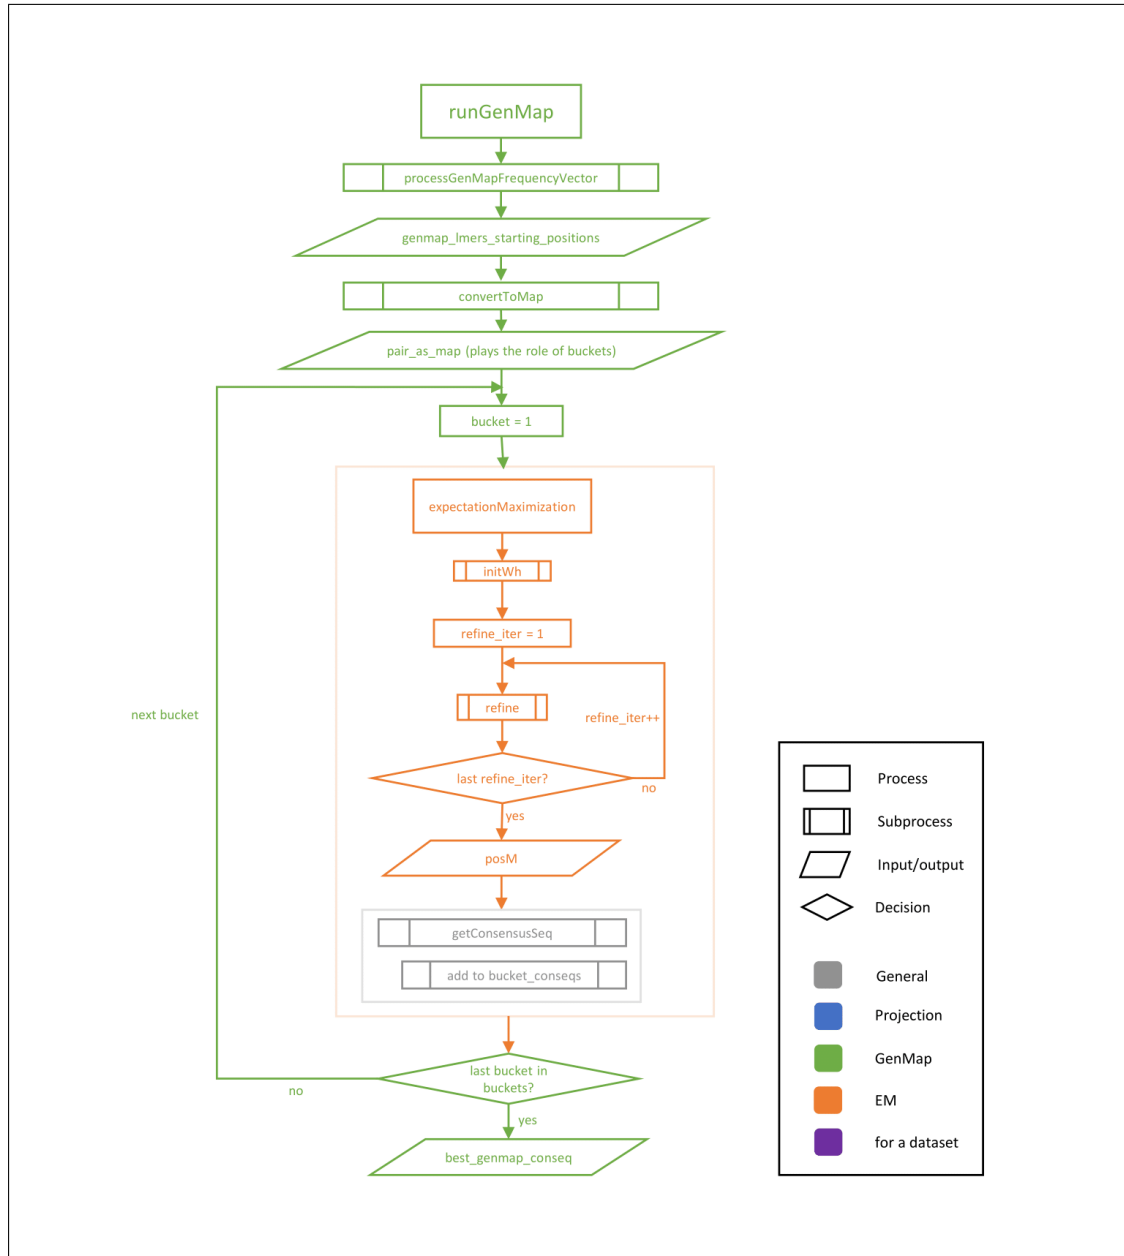 runGenMap
processGenMapFrequencyVector
genmap_lmers_starting_positions
convertToMap
pair_as_map (plays the role of buckets)
bucket = 1
expectationMaximization
initWh
refine_iter = 1
refine
refine_iter++
next bucket
last refine_iter?
no
yes
posM
getConsensusSeq
add to bucket_conseqs
last bucket in
buckets?
no
yes
best_genmap_conseq
Process
Subprocess
Input/output
Decision
General
Projection
GenMap
EM
for a dataset